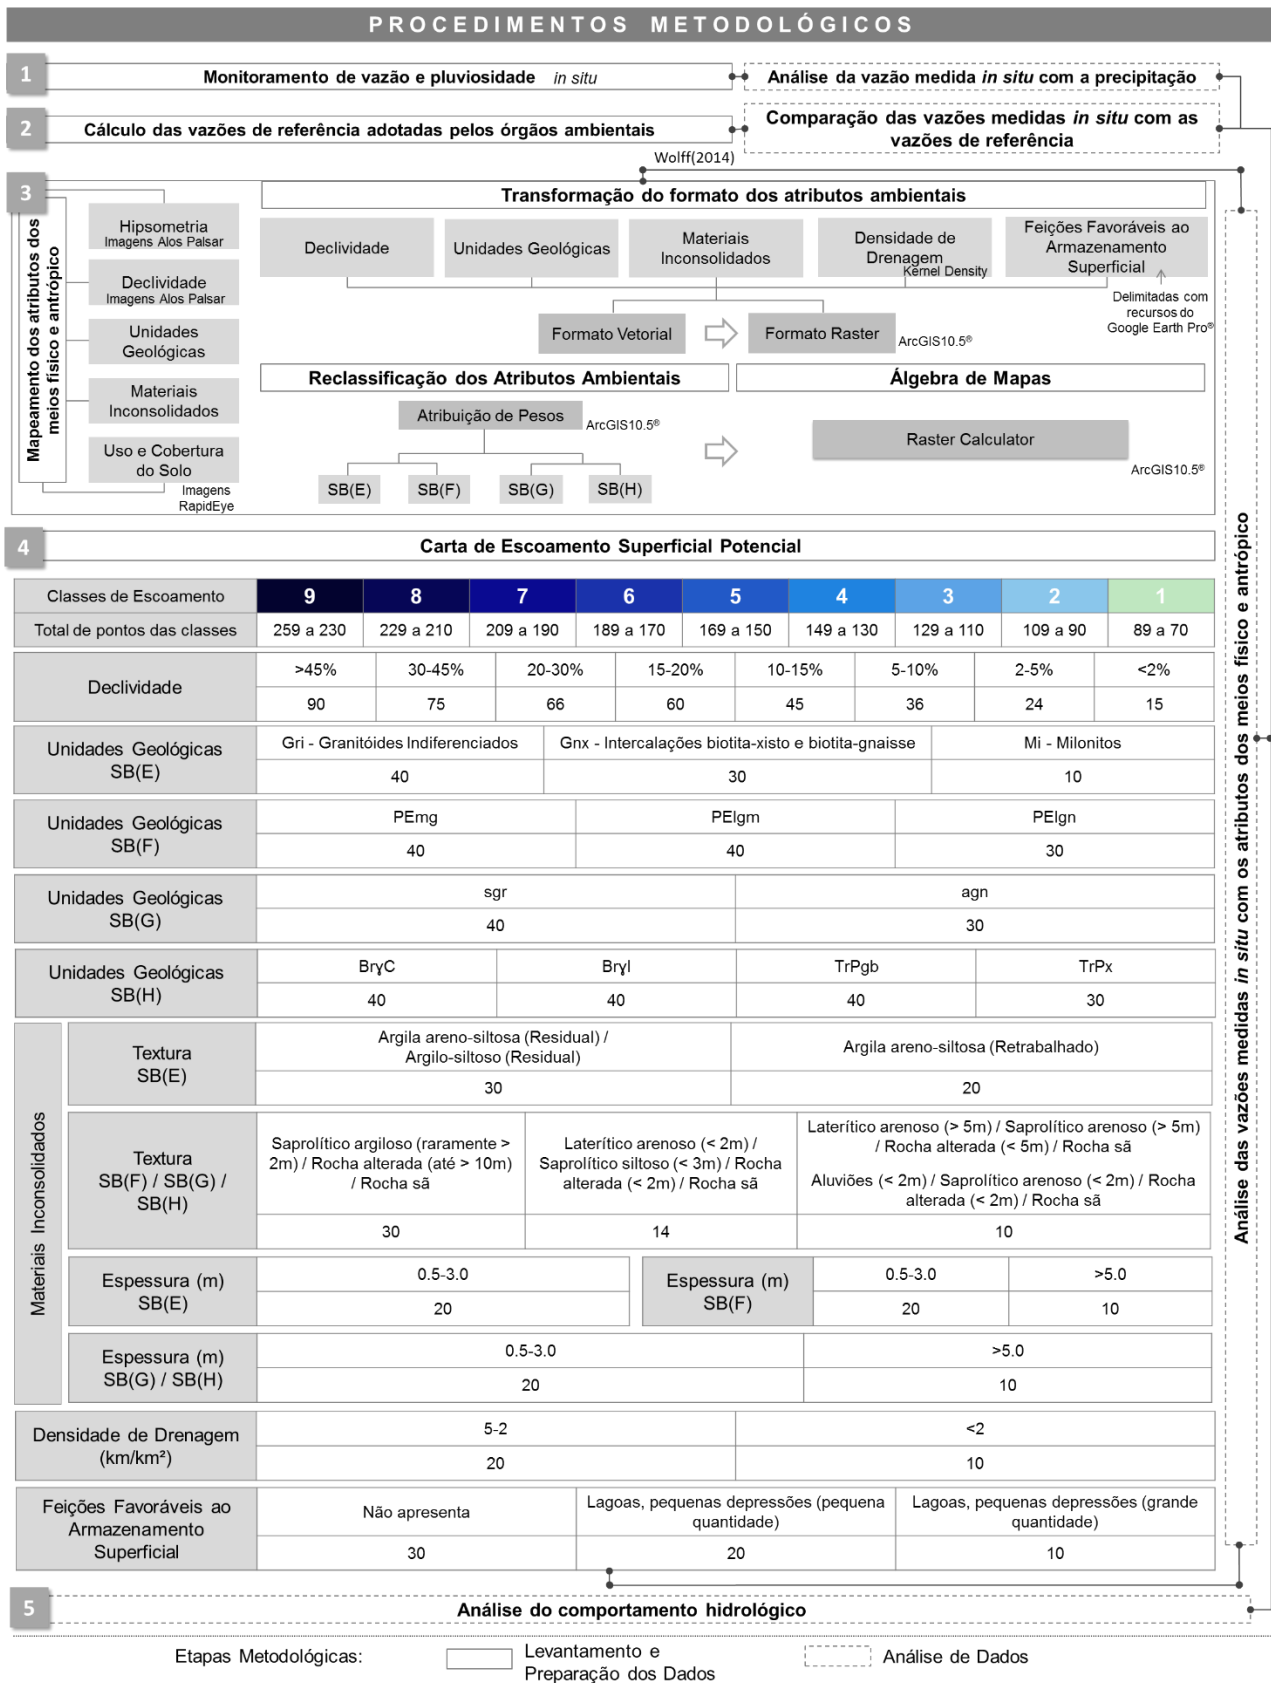 PROCEDIMENTOS METODOLÓGICOS
1
Monitoramento de vazão e pluviosidade in situ
Análise da vazão medida in situ com a precipitação
2
Cálculo das vazões de referência adotadas pelos órgãos ambientais
Comparação das vazões medidas in situ com as
vazões de referência
Wolff(2014)
3
Mapeamento dos atributos dos
meios físico e antrópico
Hipsometria
Imagens Alos Palsar
Declividade
Imagens Alos Palsar
Unidades
Geológicas
Materiais
Inconsolidados
Uso e Cobertura
do Solo
Imagens
RapidEye
Transformação do formato dos atributos ambientais
Declividade
Unidades Geológicas
Materiais
Inconsolidados
Densidade de
Drenagem
Kernel Density
Feições Favoráveis ao
Armazenamento
Superficial
Delimitadas com
recursos do
Google Earth Pro®
Formato Vetorial
Formato Raster
ArcGIS10.5®
Reclassificação dos Atributos Ambientais
Álgebra de Mapas
Atribuição de Pesos
ArcGIS10.5®
SB(E)
SB(F)
SB(G)
SB(H)
Raster Calculator
ArcGIS10.5®
Análise das vazões medidas in situ com os atributos dos meios físico e antrópico
4
Carta de Escoamento Superficial Potencial
Classes de Escoamento
9 8 7 6 5 4 3 2 1
Total de pontos das classes
259 a 230 229 a 210 209 a 190 189 a 170 169 a 150 149 a 130 129 a 110 109 a 90 89 a 70
Declividade
>45% 30-45% 20-30% 15-20% 10-15% 5-10% 2-5% <2%
90 75 66 60 45 36 24 15
Unidades Geológicas
SB(E)
Gri - Granitóides Indiferenciados Gnx - Intercalações biotita-xisto e biotita-gnaisse Mi - Milonitos
40 30 10
Unidades Geológicas
SB(F)
PEmg PEIgm PEIgn
40 40 30
Unidades Geológicas
SB(G)
sgr agn
40 30
Unidades Geológicas
SB(H)
BrɣC BrɣI TrPgb TrPx
40 40 40 30
Materiais Inconsolidados
Textura
SB(E)
Argila areno-siltosa (Residual) /
Argilo-siltoso (Residual)
Argila areno-siltosa (Retrabalhado)
30 20
Textura
SB(F) / SB(G) /
SB(H)
Saprolítico argiloso (raramente >
2m) / Rocha alterada (até > 10m)
/ Rocha sã
Laterítico arenoso (< 2m) /
Saprolítico siltoso (< 3m) / Rocha
alterada (< 2m) / Rocha sã
Laterítico arenoso (> 5m) / Saprolítico arenoso (> 5m)
/ Rocha alterada (< 5m) / Rocha sã
Aluviões (< 2m) / Saprolítico arenoso (< 2m) / Rocha
alterada (< 2m) / Rocha sã
30 14 10
Espessura (m)
SB(E)
0.5-3.0
20
Espessura (m)
SB(F)
0.5-3.0 >5.0
20 10
Espessura (m)
SB(G) / SB(H)
0.5-3.0 >5.0
20 10
Densidade de Drenagem
(km/km²)
5-2 <2
20 10
Feições Favoráveis ao
Armazenamento
Superficial
Não apresenta
Lagoas, pequenas depressões (pequena
quantidade)
Lagoas, pequenas depressões (grande
quantidade)
30 20 10
5
Análise do comportamento hidrológico
Etapas Metodológicas:
Levantamento e
Preparação dos Dados
Análise de Dados